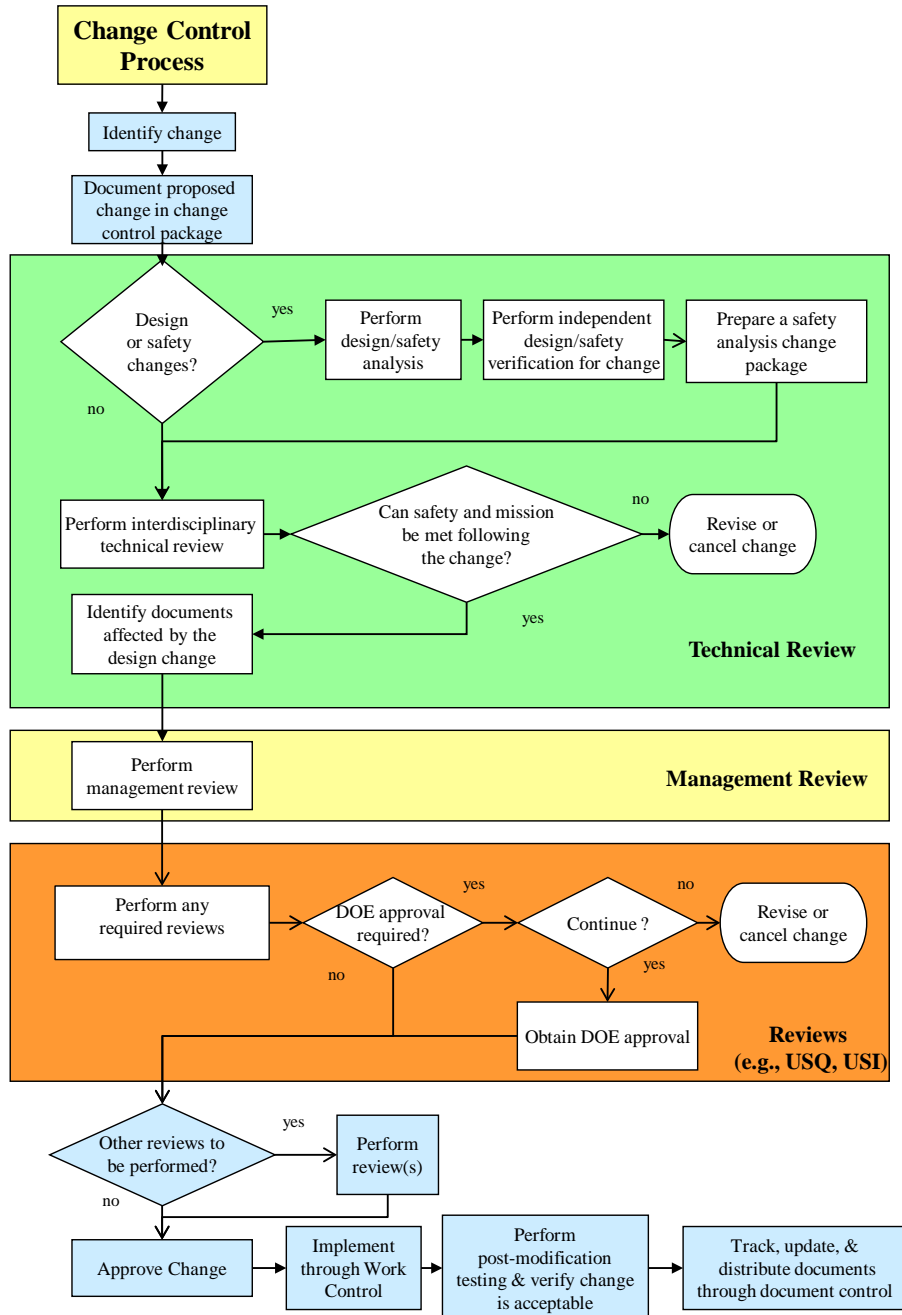 Change Control
Process
Identify change
Document proposed
change in change
control package
Design
or safety
changes?
yes
no
Perform
design/safety
analysis
Perform independent
design/safety
verification for change
Prepare a safety
analysis change
package
Perform interdisciplinary
technical review
Can safety and mission
be met following
the change?
no
yes
Revise or
cancel change
Identify documents
affected by the
design change
Technical Review
Perform
management review
Management Review
Perform any
required reviews
DOE approval
required?
yes
no
Continue ?
no
yes
Revise or
cancel change
Obtain DOE approval
Reviews
(e.g., USQ, USI)
Other reviews to
be performed?
yes
no
Perform
review(s)
Approve Change
Implement
through Work
Control
Perform
post-modification
testing & verify change
is acceptable
Track, update, &
distribute documents
through document control